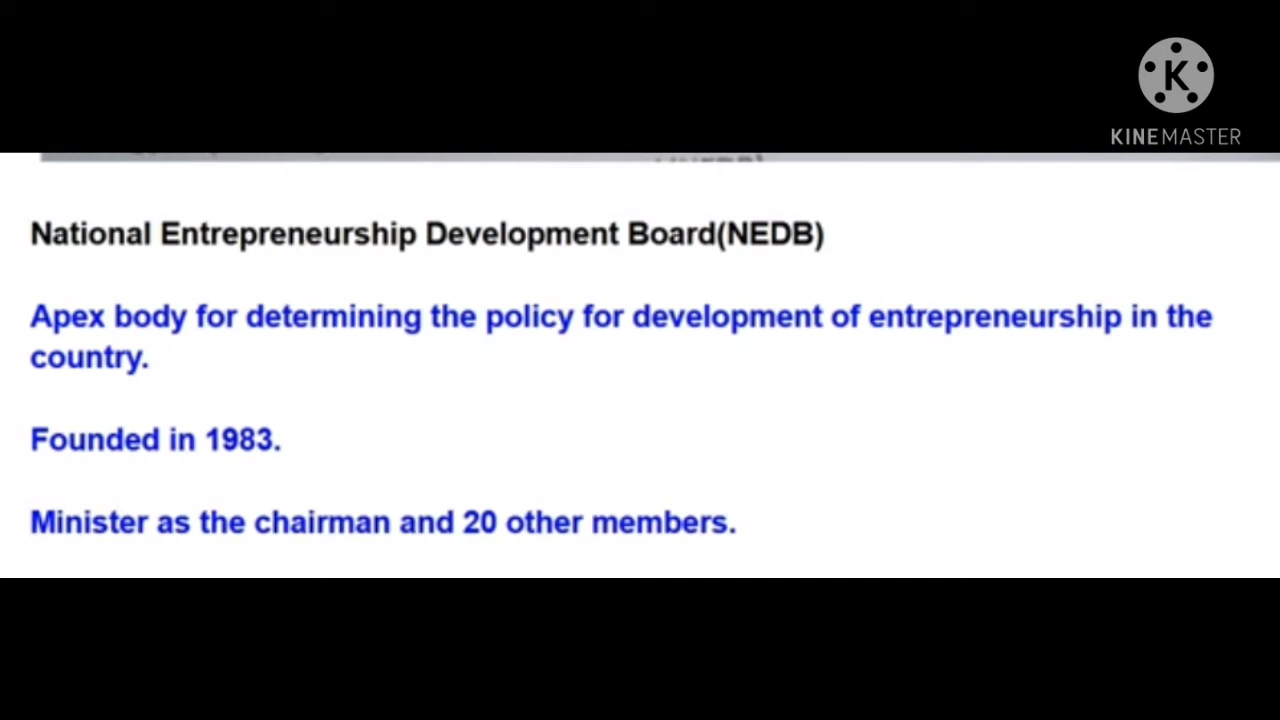 KINEMASTER
National Entrepreneurship Development Board(NEDB)
Apex body for determining the policy for development of entrepreneurship in the
country.
Founded in 1983.
Minister as the chairman and 20 other members.